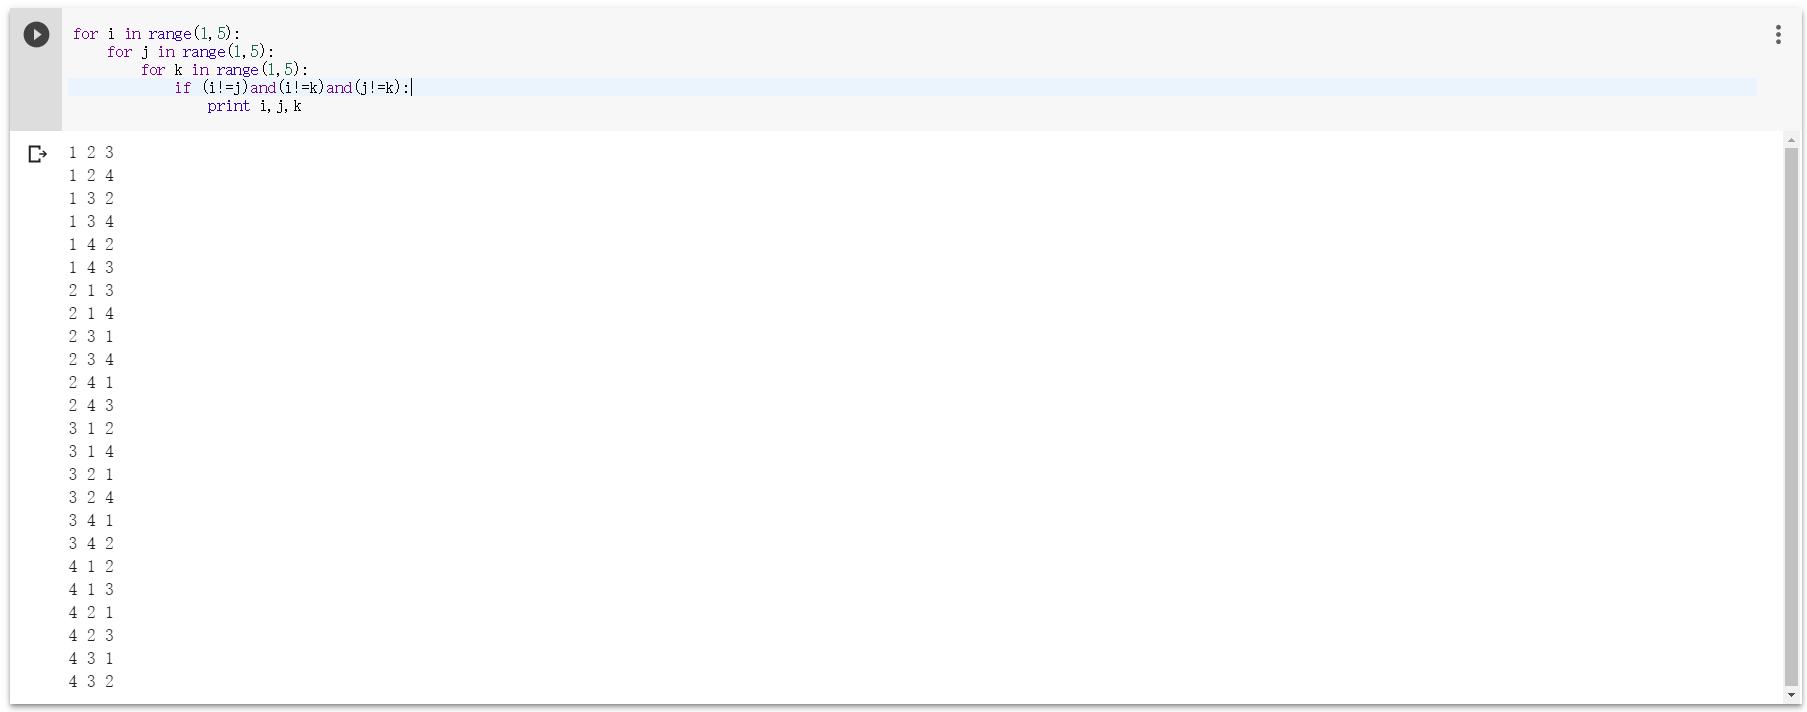 for i in range(1,5):
    for j in range(1,5):
        for k in range(1,5):
            if (i!=j)and(i!=k)and(j!=k):
                print i,j,k
1 2 3
1 2 4
1 3 2
1 3 4
1 4 2
1 4 3
2 1 3
2 1 4
2 3 1
2 3 4
2 4 1
2 4 3
3 1 2
3 1 4
3 2 1
3 2 4
3 4 1
3 4 2
4 1 2
4 1 3
4 2 1
4 2 3
4 3 1
4 3 2